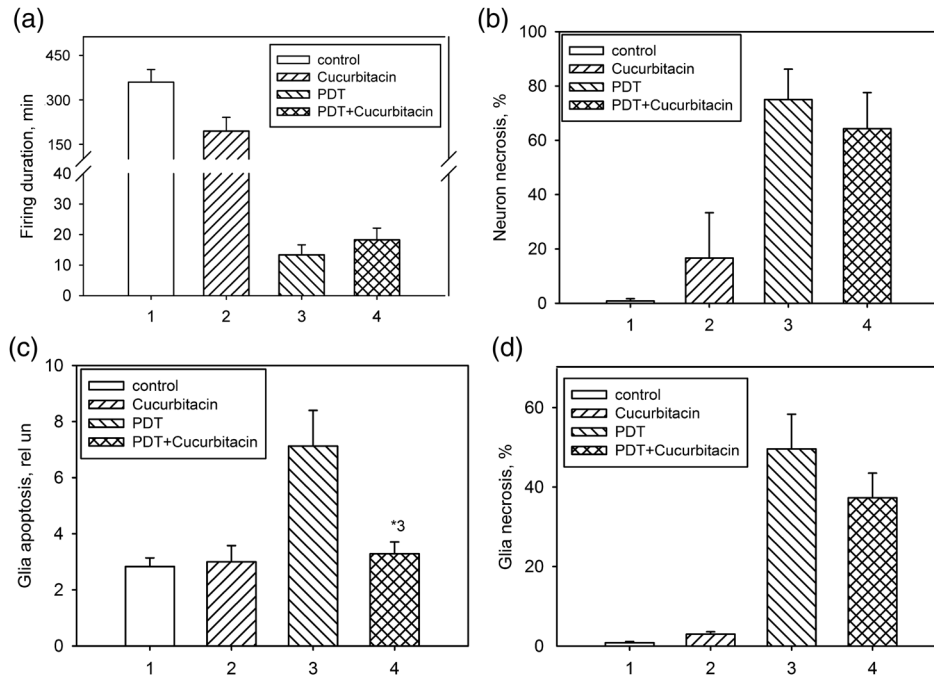 (a)
Firing duration, min
450
300
150
40
30
20
10
0
control
Cucurbitacin
PDT
PDT+Cucurbitacin
1 2 3 4
(b)
Neuron necrosis, %
100
80
60
40
20
0
control
Cucurbitacin
PDT
PDT+Cucurbitacin
1 2 3 4
(c)
Glia apoptosis, rel un
10
8
6
4
2
0
control
Cucurbitacin
PDT
PDT+Cucurbitacin
*3
1 2 3 4
(d)
Glia necrosis, %
60
40
20
0
control
Cucurbitacin
PDT
PDT+Cucurbitacin
1 2 3 4